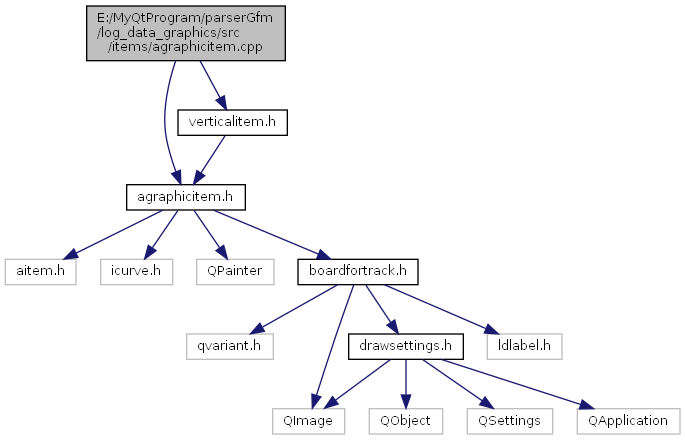 E:/MyQtProgram/parserGfm
/log_data_graphics/src
/items/agraphicitem.cpp
verticalitem.h
agraphicitem.h
aitem.h
icurve.h
QPainter
boardfortrack.h
qvariant.h
drawsettings.h
ldlabel.h
QImage
QObject
QSettings
QApplication